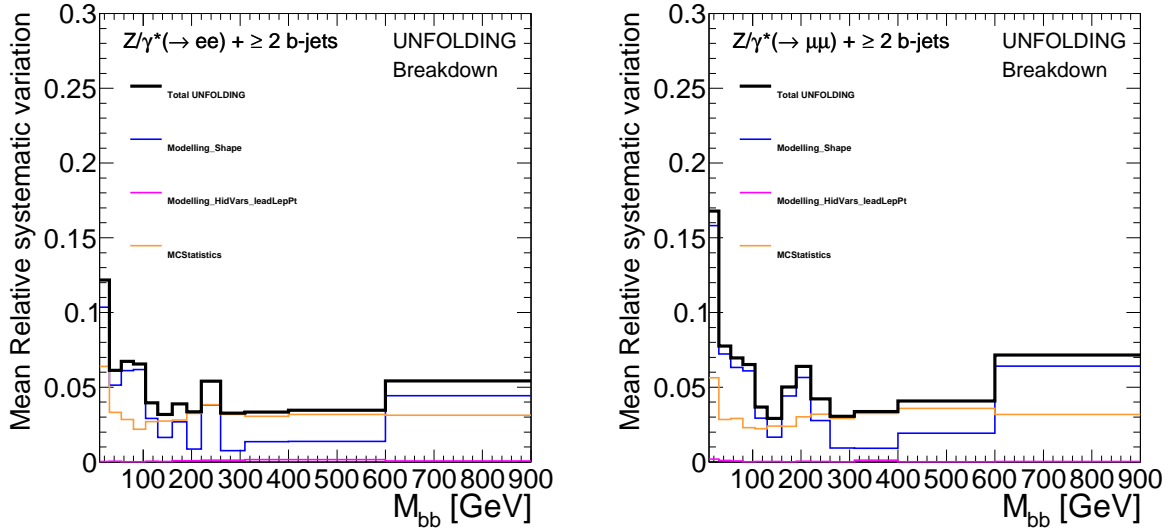 Mean Relative systematic variation
0.3
0.25
0.2
0.15
0.1
0.05
0
Z/γ*(→ ee) + ≥ 2 b-jets
UNFOLDING
Breakdown
Total UNFOLDING
Modelling_Shape
Modelling_HidVars_leadLepPt
MCStatistics
100 200 300 400 500 600 700 800 900
M_bb [GeV]
Mean Relative systematic variation
0.3
0.25
0.2
0.15
0.1
0.05
0
Z/γ*(→ μμ) + ≥ 2 b-jets
UNFOLDING
Breakdown
Total UNFOLDING
Modelling_Shape
Modelling_HidVars_leadLepPt
MCStatistics
100 200 300 400 500 600 700 800 900
M_bb [GeV]